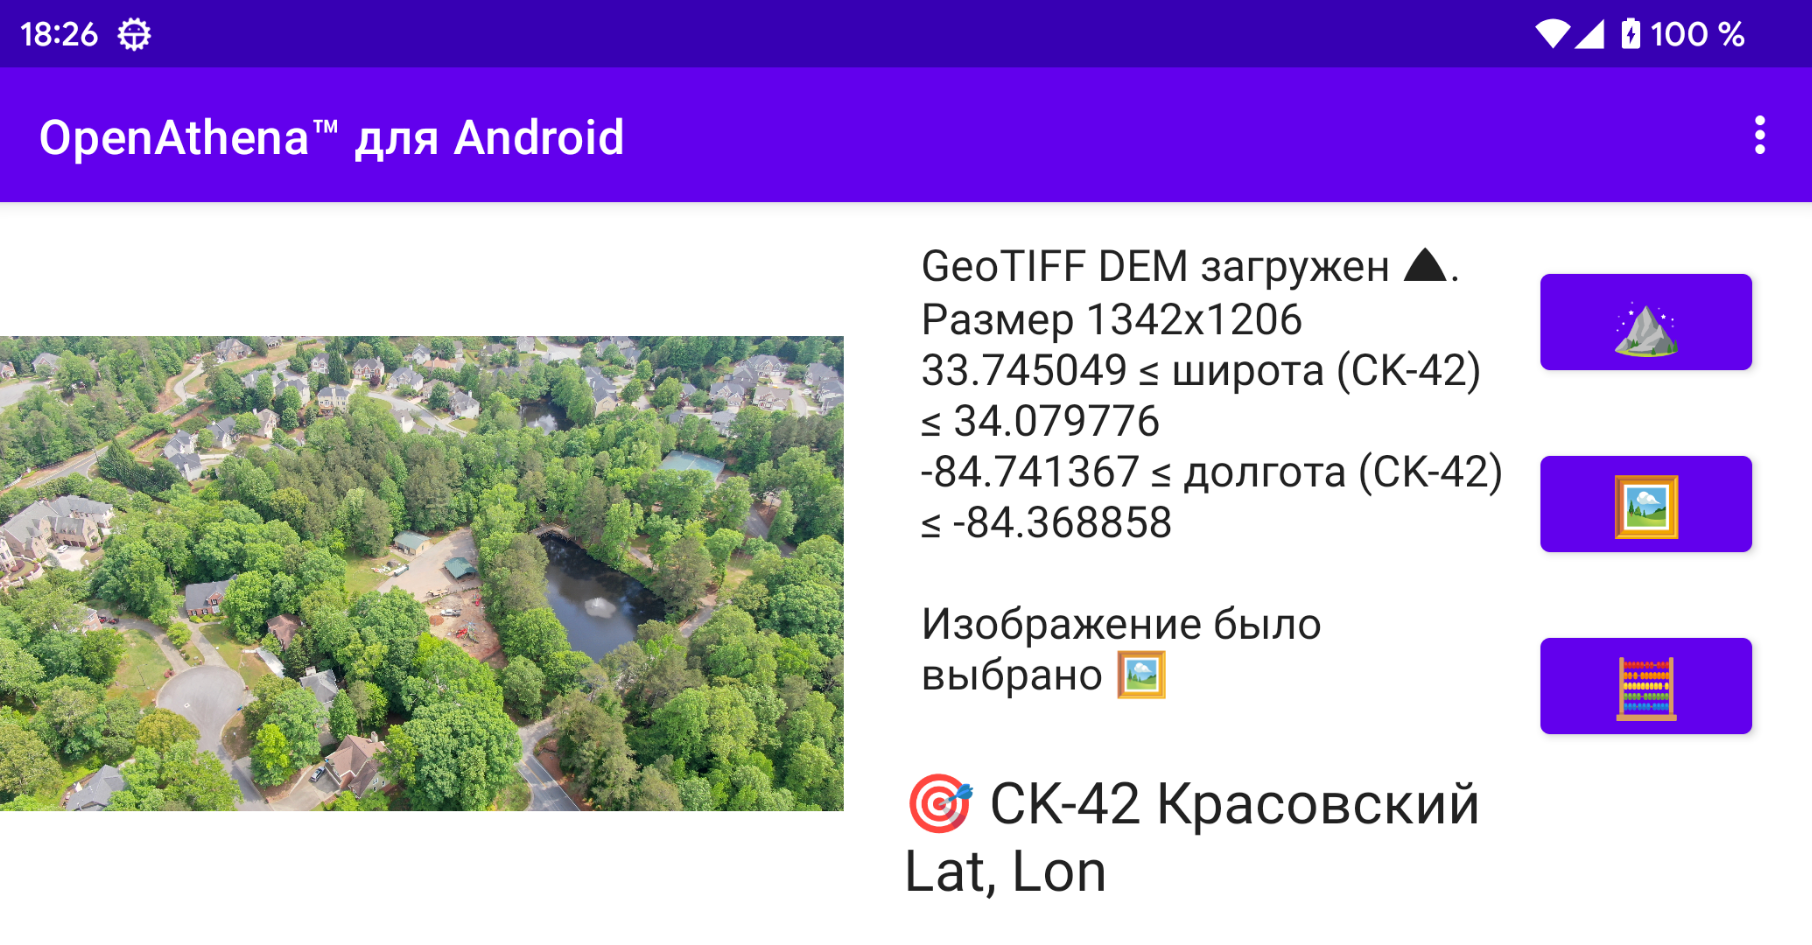 18:26
100 %
OpenAthena™ для Android
GeoTIFF DEM загружен ▲.
Размер 1342x1206
33.745049 ≤ широта (СК-42)
≤ 34.079776
-84.741367 ≤ долгота (СК-42)
≤ -84.368858
Изображение было
выбрано 🖼️
🎯 СК-42 Красовский
Lat, Lon